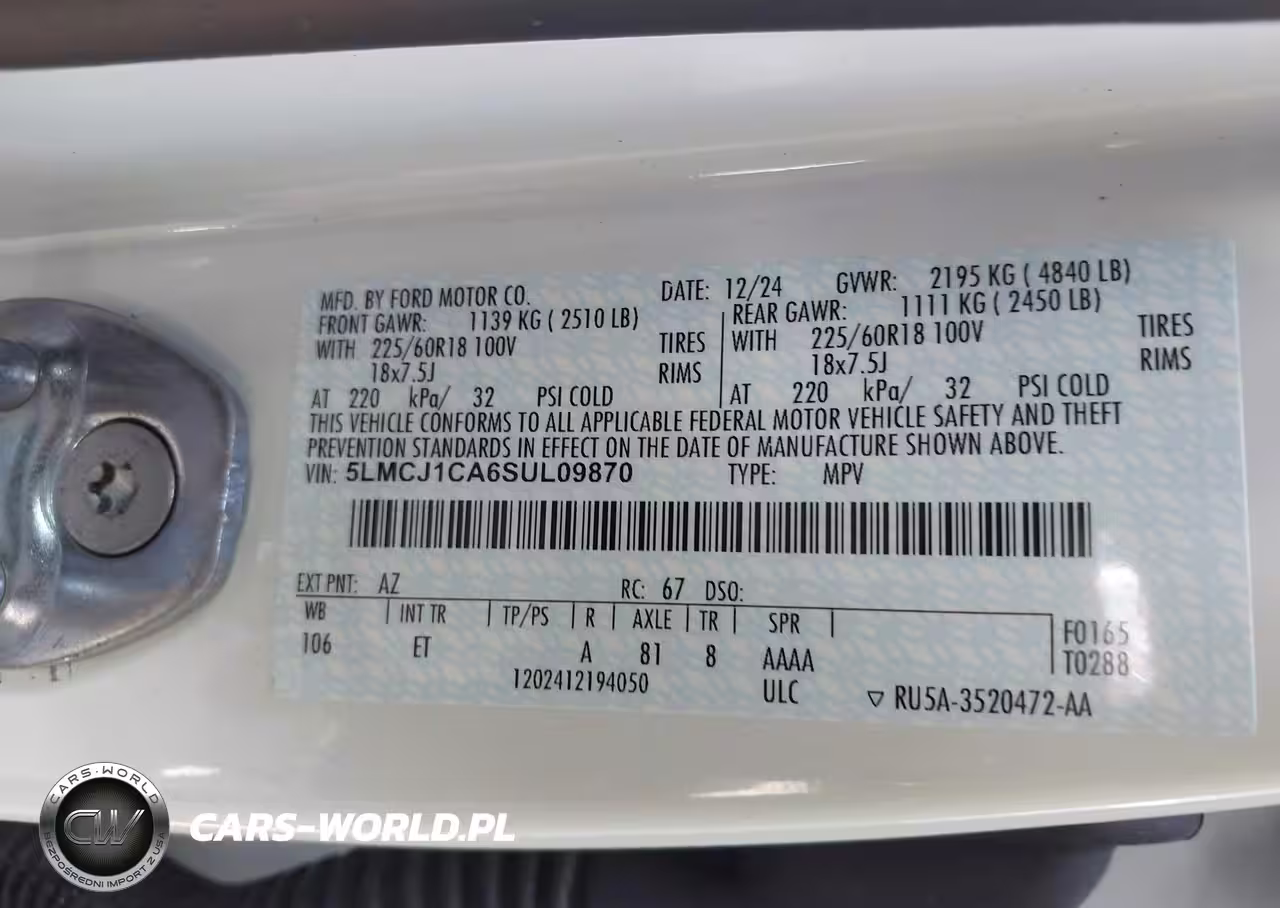 MFD. BY FORD MOTOR CO. DATE: 12/24 GVWR: 2195 KG ( 4840 LB)
FRONT GAWR: 1139 KG ( 2510 LB) REAR GAWR: 1111 KG ( 2450 LB)
WITH 225/60R18 100V TIRES WITH 225/60R18 100V TIRES
18x7.5J RIMS 18x7.5J RIMS
AT 220 kPa/ 32 PSI COLD AT 220 kPa/ 32 PSI COLD
THIS VEHICLE CONFORMS TO ALL APPLICABLE FEDERAL MOTOR VEHICLE SAFETY AND THEFT
PREVENTION STANDARDS IN EFFECT ON THE DATE OF MANUFACTURE SHOWN ABOVE.
VIN: 5LMCJ1CA6SUL09870 TYPE: MPV
EXT PNT: AZ RC: 67 DSO:
WB INT TR TP/PS R AXLE TR SPR F0165
106 ET A 81 8 AAAA T0288
1202412194050 ULC ▽ RU5A-3520472-AA
CARS-WORLD
CW
BEZPOŚREDNI IMPORT Z USA
CARS-WORLD.PL